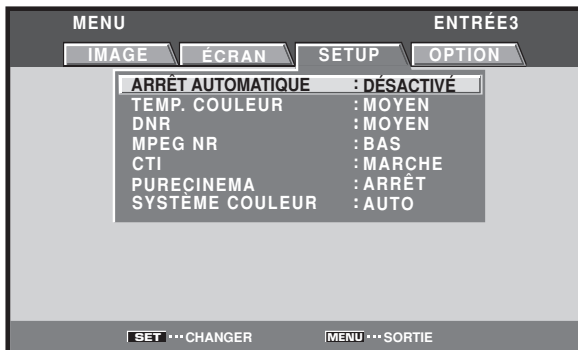 MENU ENTRÉE3
IMAGE ÉCRAN SETUP OPTION
ARRÊT AUTOMATIQUE : DÉSACTIVÉ
TEMP. COULEUR : MOYEN
DNR : MOYEN
MPEG NR : BAS
CTI : MARCHE
PURECINEMA : ARRÊT
SYSTÈME COULEUR : AUTO
SET ··· CHANGER MENU ··· SORTIE